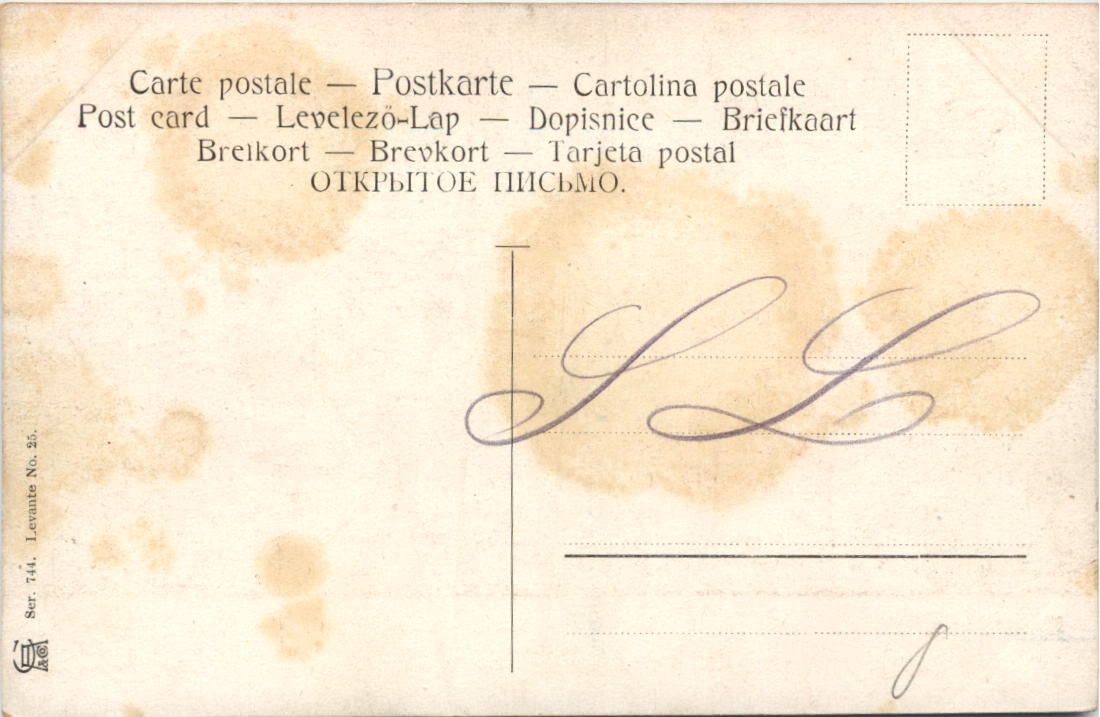 Carte postale — Postkarte — Cartolina postale
Post card — Levelező-Lap — Dopisnice — Briefkaart
Brefkort — Brevkort — Tarjeta postal
ОТКРЫТОЕ ПИСЬМО.
S L
Ser. 744. Levante No. 25.